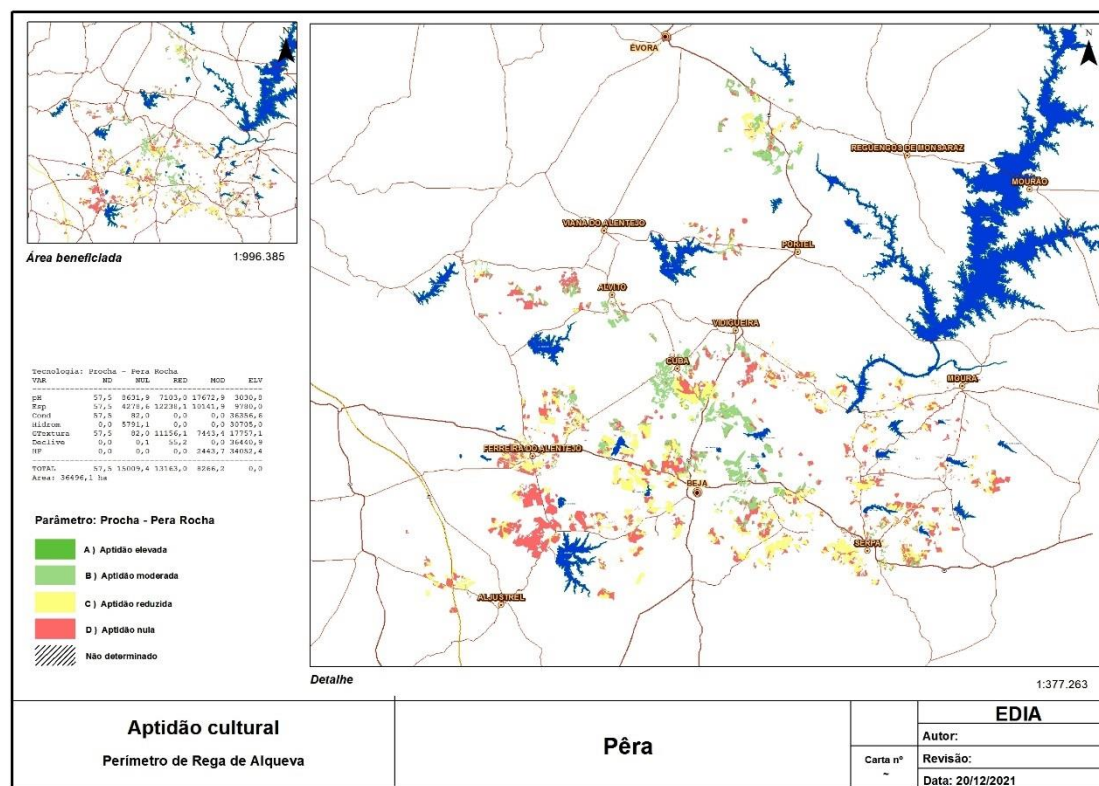 N
Área beneficiada
1:996.385
Tecnologia: Procha - Pera Rocha
VAR ND NUL RED MOD ELV
pH 57,5 8631,9 7103,0 17672,9 3030,8
Esp 57,5 4278,6 12238,1 10141,9 9780,0
Cond 57,5 82,0 0,0 0,0 36356,6
Hidrom 0,0 5791,1 0,0 0,0 30705,0
GTextura 57,5 82,0 11156,1 7443,4 17757,1
Declive 0,0 0,1 55,2 0,0 36440,9
HF 0,0 0,0 0,0 2443,7 34052,4
TOTAL 57,5 15009,4 13163,0 8266,2 0,0
Area: 36496,1 ha
Parâmetro: Procha - Pera Rocha
A ) Aptidão elevada
B ) Aptidão moderada
C ) Aptidão reduzida
D ) Aptidão nula
Não determinado
N
ÉVORA
REGUENGOS DE MONSARAZ
MOURÃO
VIANA DO ALENTEJO
PORTEL
ALVITO
VIDIGUEIRA
CUBA
MOURA
FERREIRA DO ALENTEJO
BEJA
SERPA
ALJUSTREL
Detalhe
1:377.263
Aptidão cultural
Perímetro de Rega de Alqueva
Pêra
Carta nº
~
EDIA
Autor:
Revisão:
Data: 20/12/2021